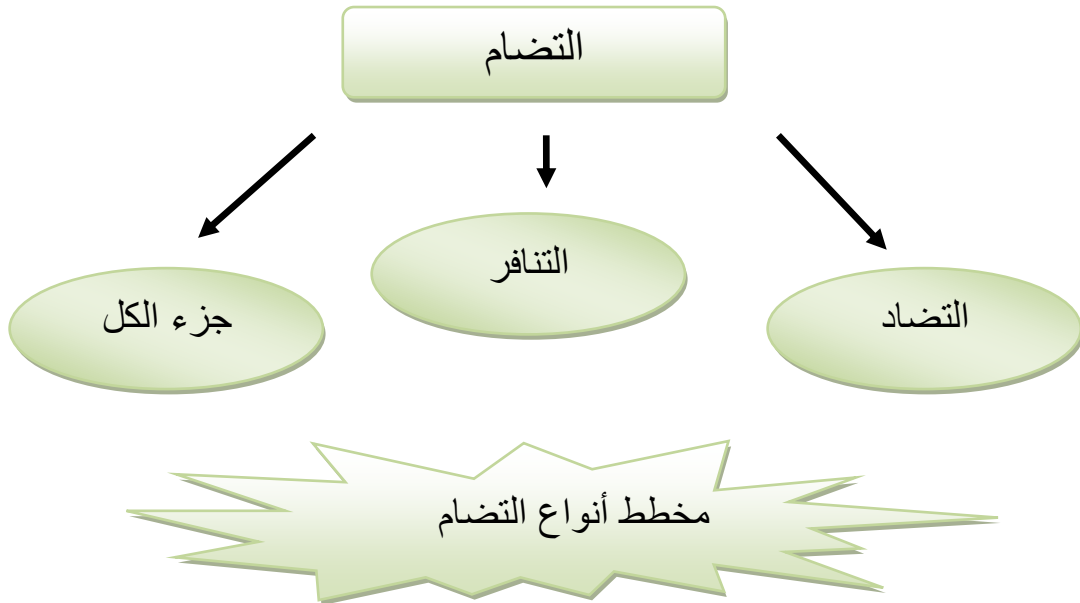 التضام
التضاد
التنافر
جزء الكل
مخطط أنواع التضام